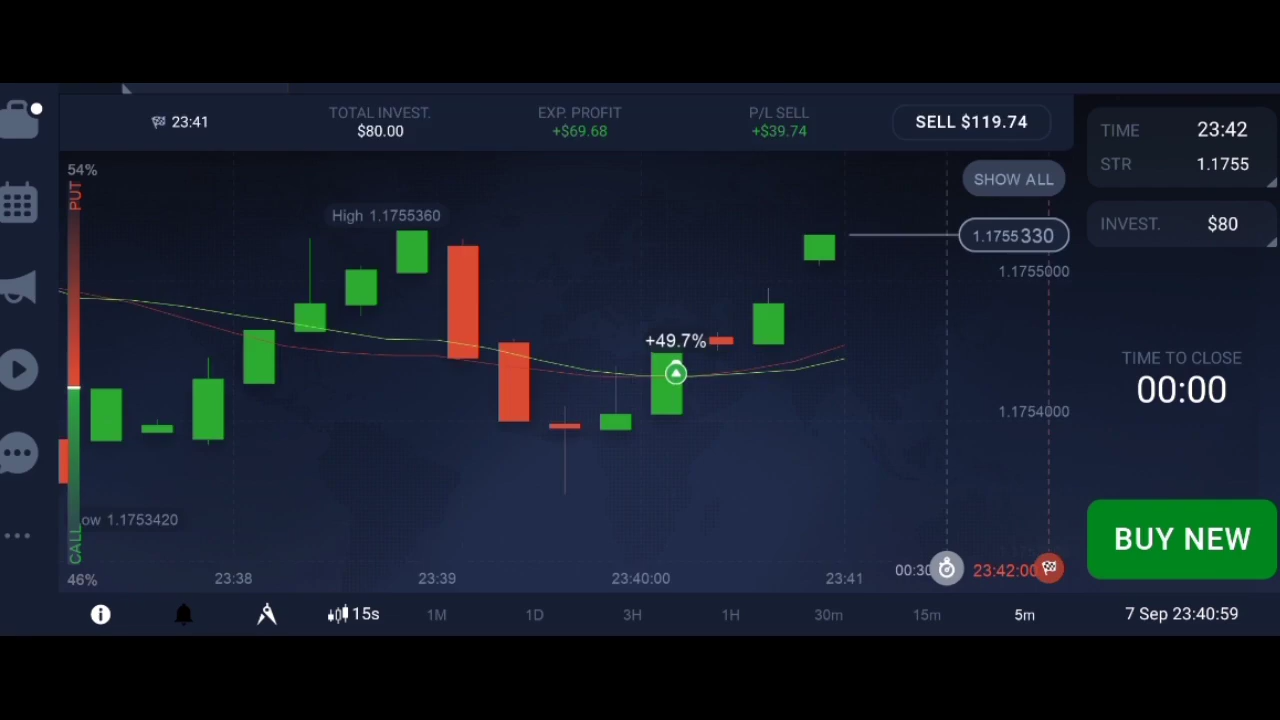 23:41
TOTAL INVEST.
$80.00
EXP. PROFIT
+$69.68
P/L SELL
+$39.74
SELL $119.74
TIME 23:42
STR 1.1755
INVEST. $80
54%
PUT
SHOW ALL
High 1.1755360
1.1755330
1.1755000
+49.7%
1.1754000
TIME TO CLOSE
00:00
ow 1.1753420
CALL
46%
BUY NEW
00:30
23:42:00
23:38
23:39
23:40:00
23:41
15s
1M
1D
3H
1H
30m
15m
5m
7 Sep 23:40:59